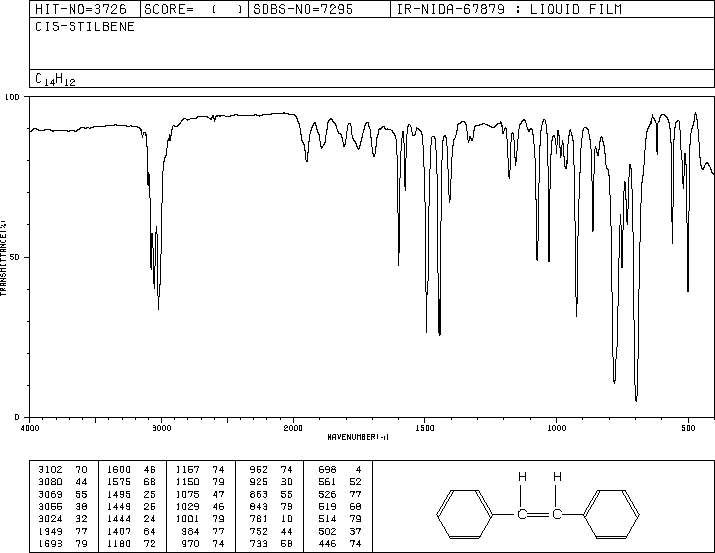 HIT-NO=3726 SCORE= ( ) SDBS-NO=7295 IR-NIDA-67879 : LIQUID FILM
CIS-STILBENE
C14H12
100
50
0
TRANSMITTANCE(%)
4000 3000 2000 1500 1000 500
WAVENUMBER(-1)
3102 70 1600 46 1167 74 962 74 698 4
3080 44 1575 68 1150 79 925 30 561 52
3069 55 1495 25 1075 47 863 55 526 77
3055 38 1449 26 1029 46 843 79 519 68
3024 32 1444 24 1001 79 781 10 514 79
1949 77 1407 64 984 77 752 44 502 37
1693 79 1180 72 970 74 733 58 446 74
H H
C C